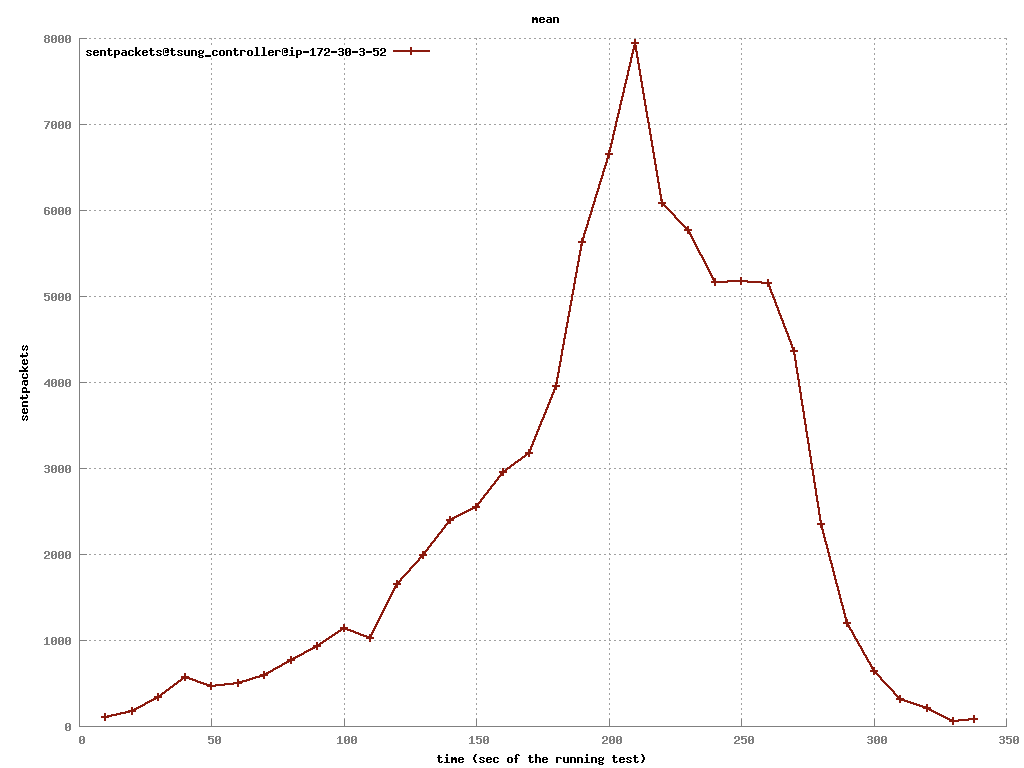 mean
sentpackets@tsung_controller@ip-172-30-3-52
8000
7000
6000
5000
4000
3000
2000
1000
0
sentpackets
0 50 100 150 200 250 300 350
time (sec of the running test)